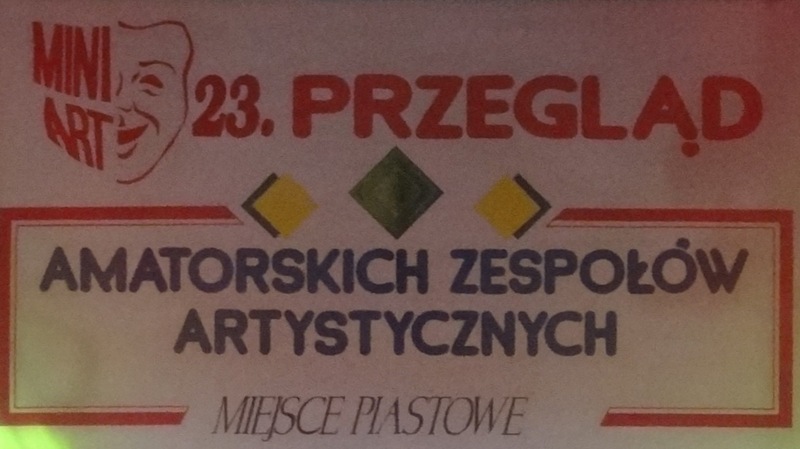 MINI
ART
23. PRZEGLĄD
AMATORSKICH ZESPOŁÓW
ARTYSTYCZNYCH
MIEJSCE PIASTOWE